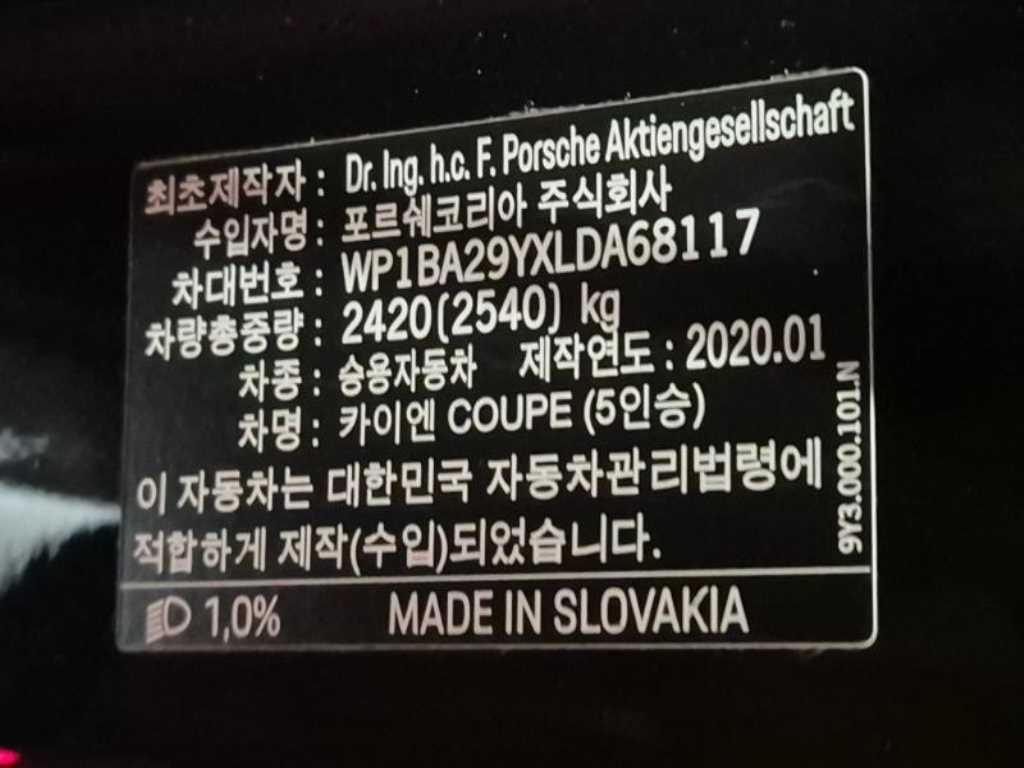 최초제작자 : Dr. Ing. h.c. F. Porsche Aktiengesellschaft
수입자명 : 포르쉐코리아 주식회사
차대번호 : WP1BA29YXLDA68117
차량총중량 : 2420(2540) kg
차종 : 승용자동차 제작연도 : 2020.01
차명 : 카이엔 COUPE (5인승)
이 자동차는 대한민국 자동차관리법령에
적합하게 제작(수입)되었습니다.
9Y3.000.101.N
1,0% MADE IN SLOVAKIA